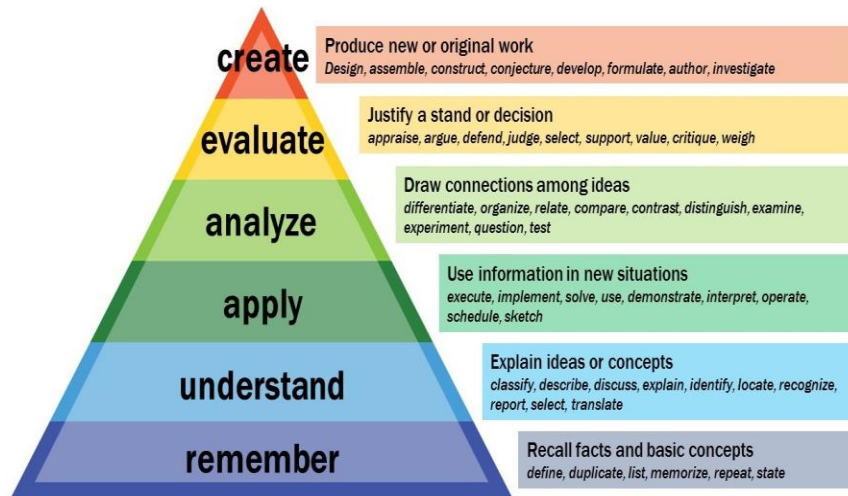 create
Produce new or original work
Design, assemble, construct, conjecture, develop, formulate, author, investigate
evaluate
Justify a stand or decision
appraise, argue, defend, judge, select, support, value, critique, weigh
analyze
Draw connections among ideas
differentiate, organize, relate, compare, contrast, distinguish, examine,
experiment, question, test
apply
Use information in new situations
execute, implement, solve, use, demonstrate, interpret, operate,
schedule, sketch
understand
Explain ideas or concepts
classify, describe, discuss, explain, identify, locate, recognize,
report, select, translate
remember
Recall facts and basic concepts
define, duplicate, list, memorize, repeat, state